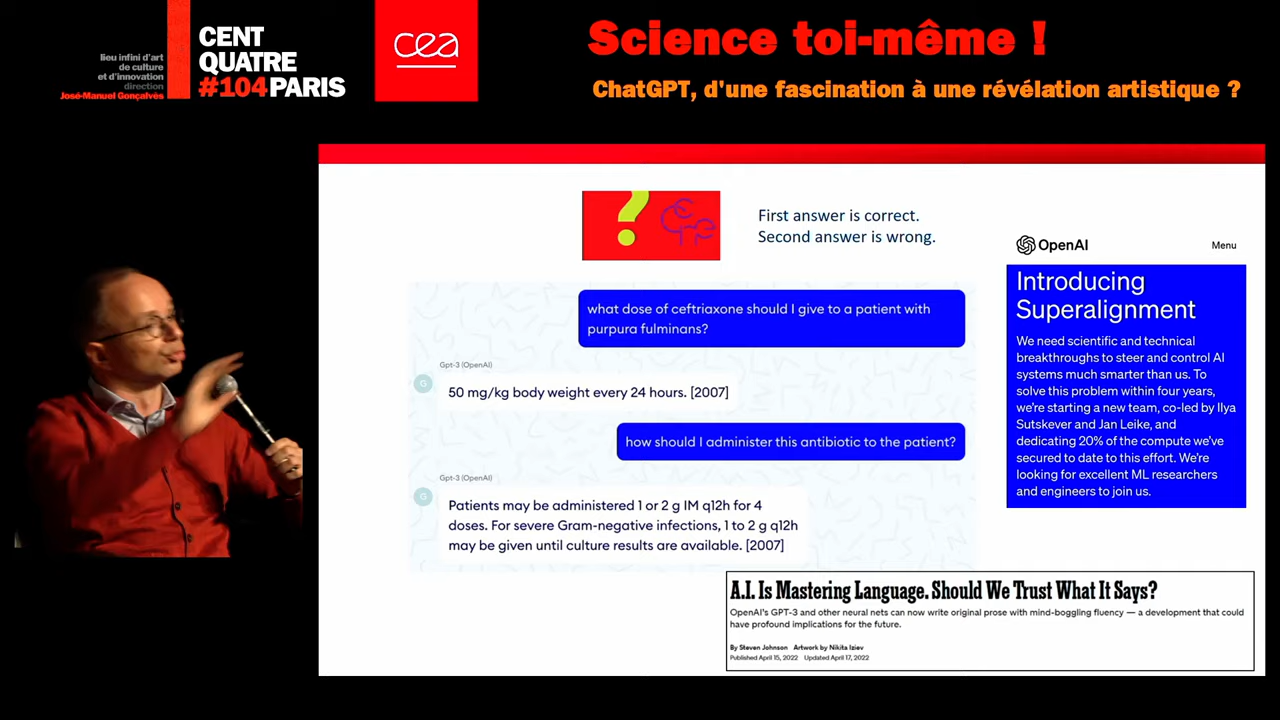 lieu infini d'art
de culture
et d'innovation
direction
José-Manuel Gonçalvès
CENT
QUATRE
#104PARIS
cea
Science toi-même !
ChatGPT, d'une fascination à une révélation artistique ?
?
First answer is correct.
Second answer is wrong.
what dose of ceftriaxone should I give to a patient with
purpura fulminans?
Gpt-3 (OpenAI)
G
50 mg/kg body weight every 24 hours. [2007]
how should I administer this antibiotic to the patient?
Gpt-3 (OpenAI)
G
Patients may be administered 1 or 2 g IM q12h for 4
doses. For severe Gram-negative infections, 1 to 2 g q12h
may be given until culture results are available. [2007]
OpenAI
Menu
Introducing
Superalignment
We need scientific and technical
breakthroughs to steer and control AI
systems much smarter than us. To
solve this problem within four years,
we're starting a new team, co-led by Ilya
Sutskever and Jan Leike, and
dedicating 20% of the compute we've
secured to date to this effort. We're
looking for excellent ML researchers
and engineers to join us.
A.I. Is Mastering Language. Should We Trust What It Says?
OpenAI's GPT-3 and other neural nets can now write original prose with mind-boggling fluency — a development that could
have profound implications for the future.
By Steven Johnson Artwork by Nikita Iziev
Published April 15, 2022 Updated April 17, 2022